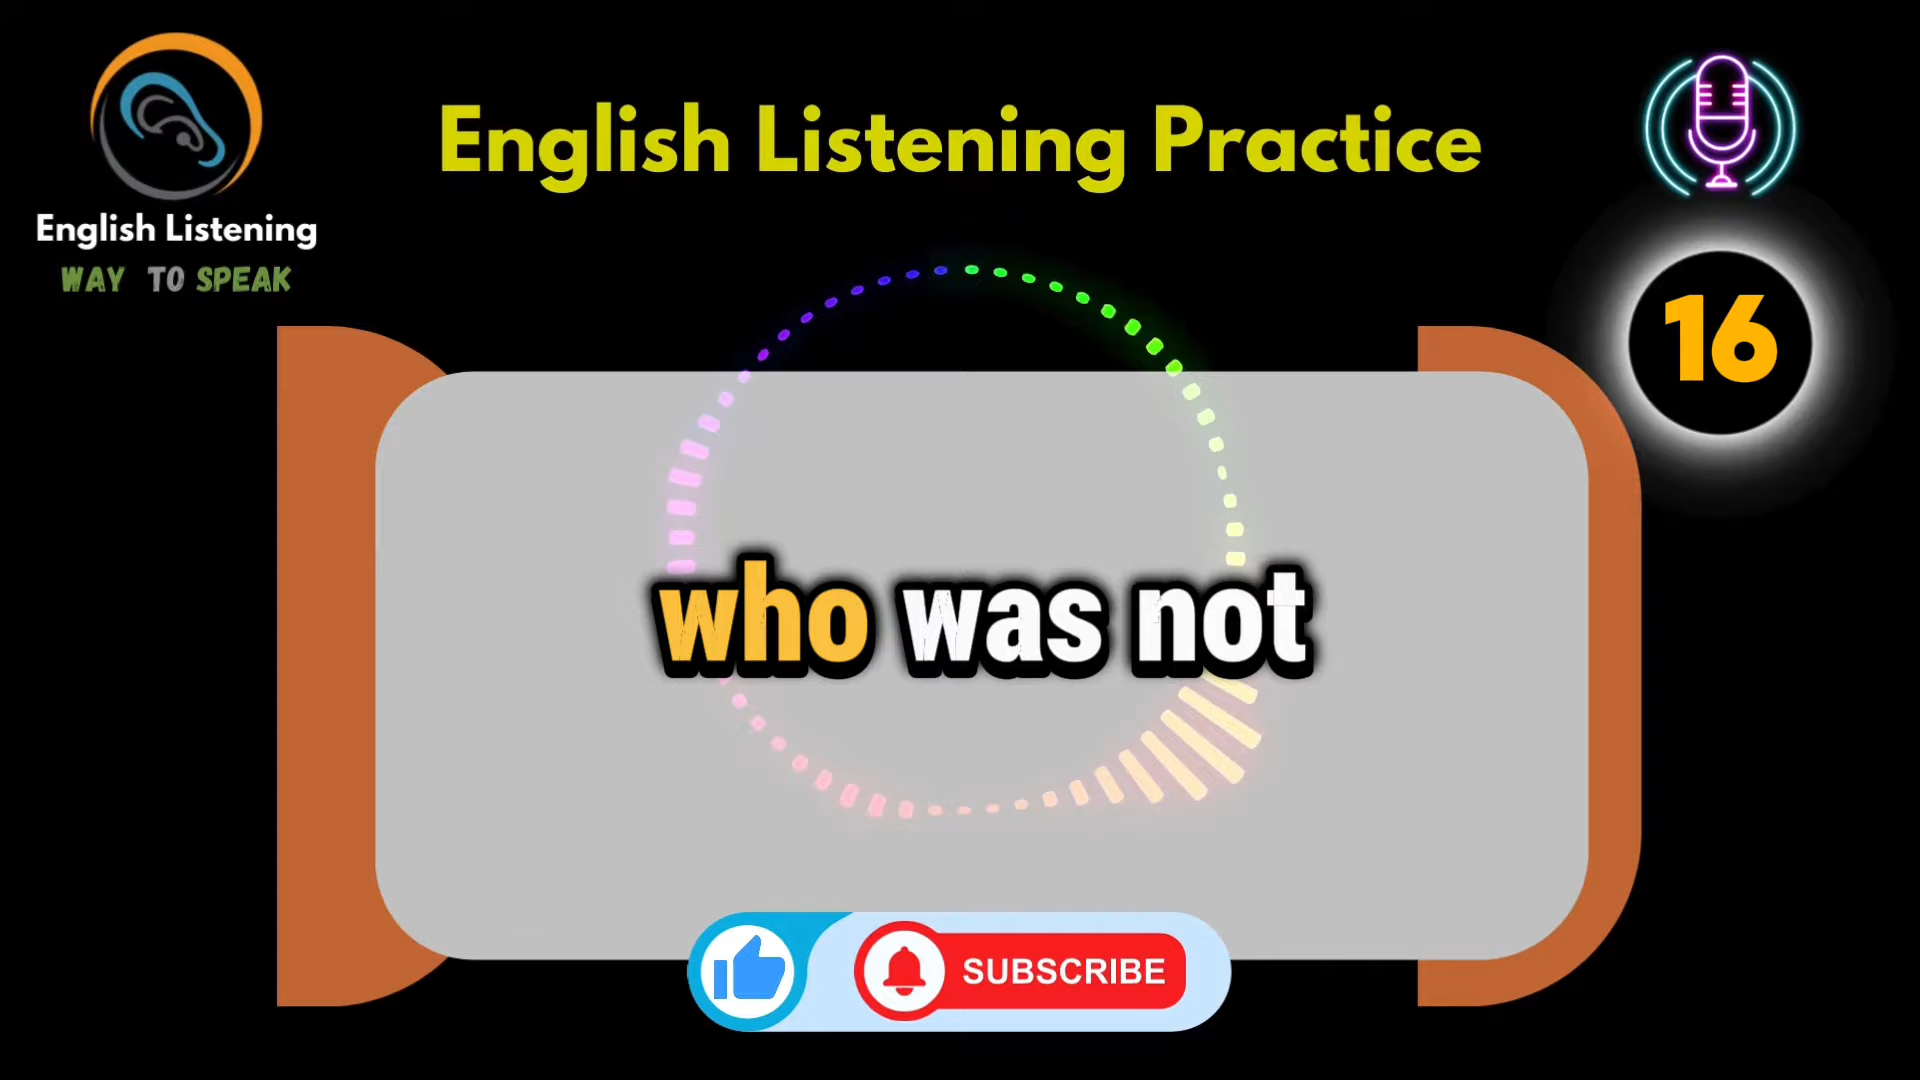 English Listening Practice
English Listening
WAY TO SPEAK
16
who was not
SUBSCRIBE